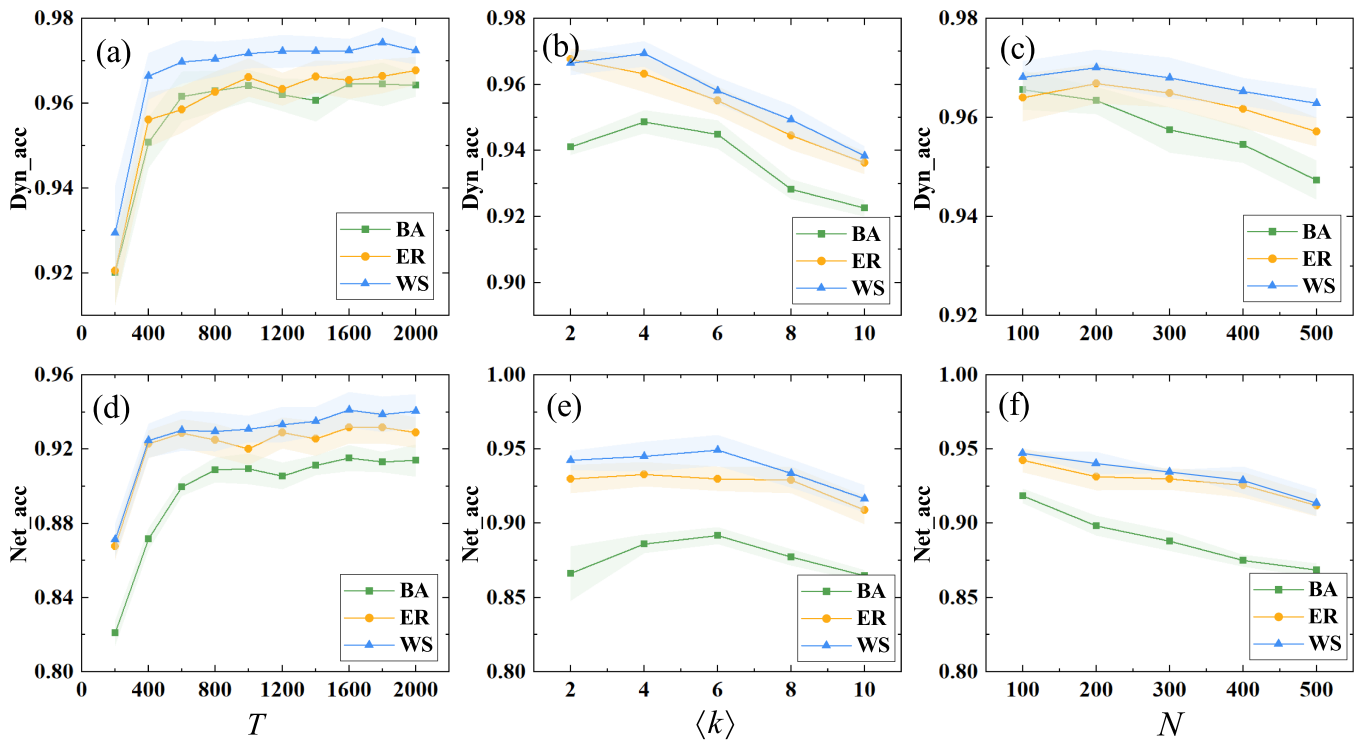 (a)
Dyn_acc
0.98
0.96
0.94
0.92
BA
ER
WS
0 400 800 1200 1600 2000
(b)
Dyn_acc
0.98
0.96
0.94
0.92
0.90
BA
ER
WS
2 4 6 8 10
(c)
Dyn_acc
0.98
0.96
0.94
0.92
BA
ER
WS
100 200 300 400 500
(d)
Net_acc
0.96
0.92
0.88
0.84
0.80
BA
ER
WS
0 400 800 1200 1600 2000
T
(e)
Net_acc
1.00
0.95
0.90
0.85
0.80
BA
ER
WS
2 4 6 8 10
⟨k⟩
(f)
Net_acc
1.00
0.95
0.90
0.85
0.80
BA
ER
WS
100 200 300 400 500
N